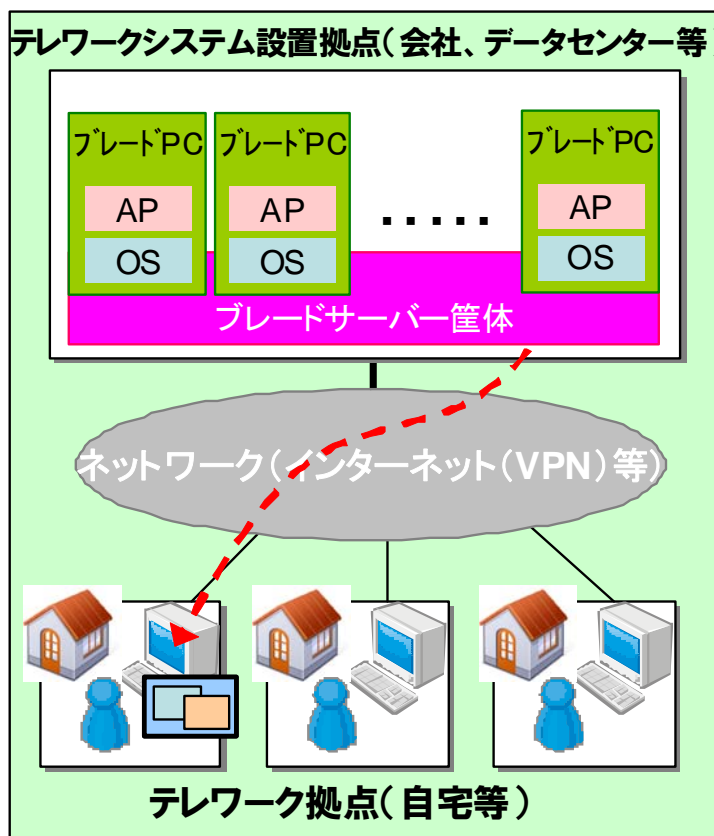 テレワークシステム設置拠点(会社、データセンター等)
ブレードPC ブレードPC ブレードPC
AP AP ・・・・・ AP
OS OS OS
ブレードサーバー筐体
ネットワーク(インターネット(VPN)等)
テレワーク拠点(自宅等)